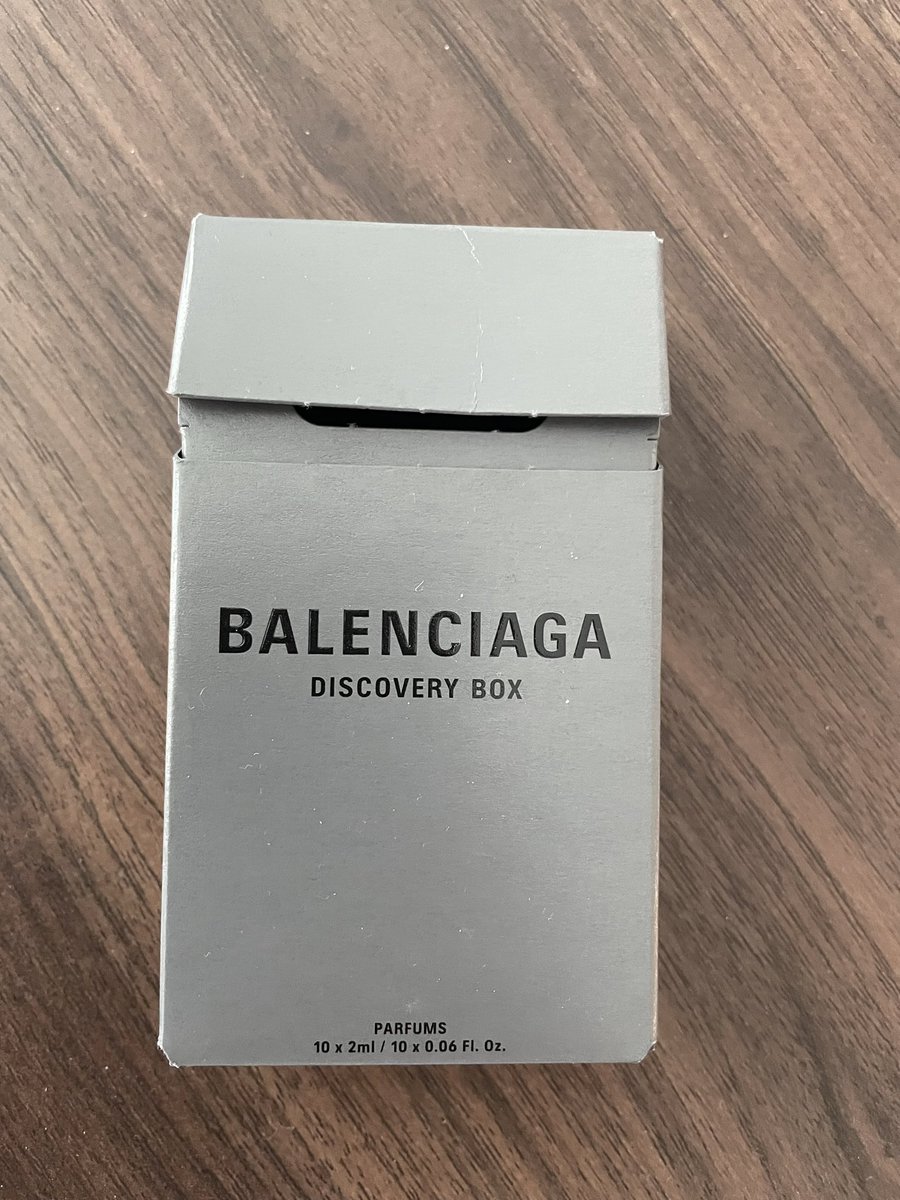 BALENCIAGA
DISCOVERY BOX
PARFUMS
10 x 2ml / 10 x 0.06 Fl. Oz.